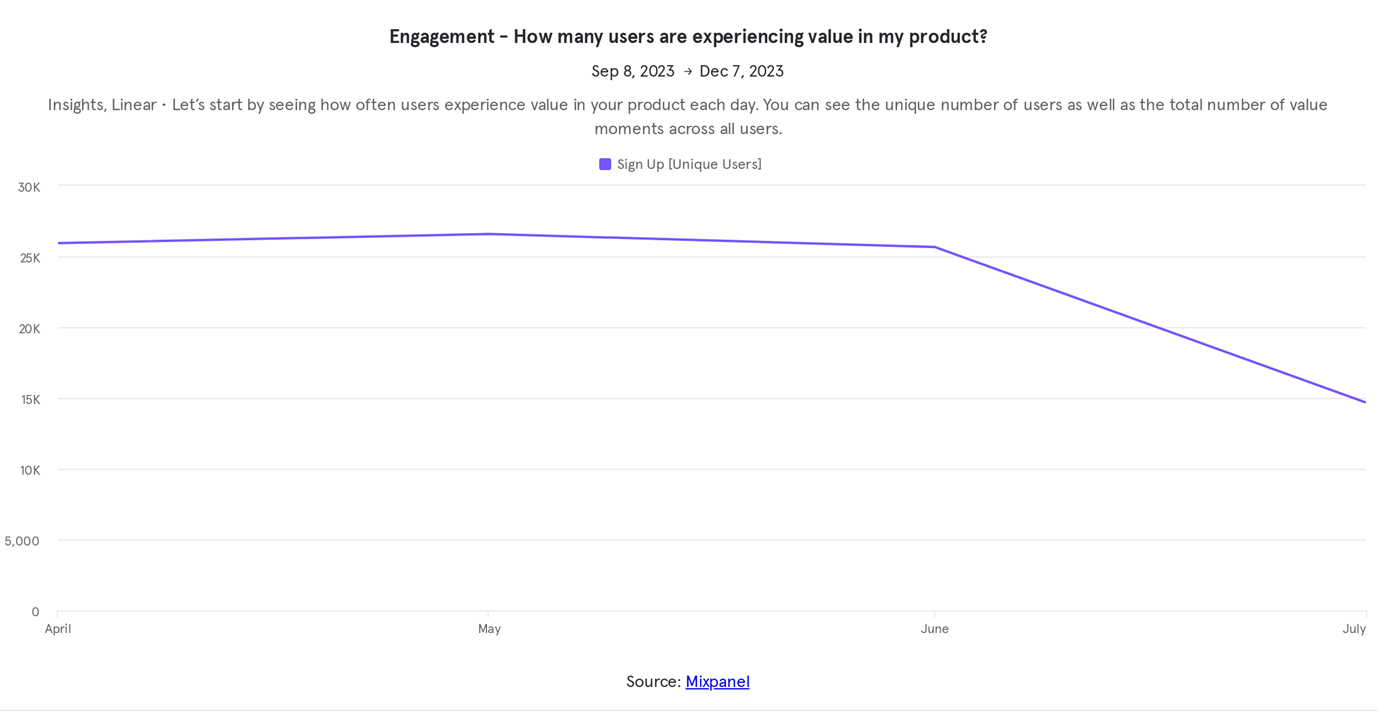 Engagement – How many users are experiencing value in my product?
Sep 8, 2023 → Dec 7, 2023
Insights, Linear · Let’s start by seeing how often users experience value in your product each day. You can see the unique number of users as well as the total number of value
moments across all users.
Sign Up [Unique Users]
30K
25K
20K
15K
10K
5,000
0
April May June July
Source: Mixpanel